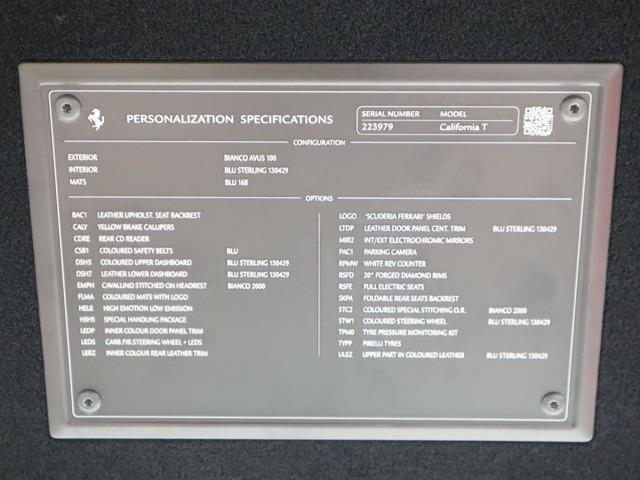 PERSONALIZATION SPECIFICATIONS
SERIAL NUMBER MODEL
223979 California T
CONFIGURATION
EXTERIOR BIANCO AVUS 100
INTERIOR BLU STERLING 130429
MATS BLU 168
OPTIONS
BAC1 LEATHER UPHOLST. SEAT BACKREST
CALY YELLOW BRAKE CALLIPERS
CDRE REAR CD READER
CSB1 COLOURED SAFETY BELTS BLU
DSH5 COLOURED UPPER DASHBOARD BLU STERLING 130429
DSH7 LEATHER LOWER DASHBOARD BLU STERLING 130429
EMPH CAVALLINO STITCHED ON HEADREST BIANCO 2000
FLMA COLOURED MATS WITH LOGO
HELE HIGH EMOTION LOW EMISSION
HSHS SPECIAL HANDLING PACKAGE
LEDP INNER COLOUR DOOR PANEL TRIM
LEDS CARB.FIB.STEERING WHEEL + LEDS
LERZ INNER COLOUR REAR LEATHER TRIM
LOGO 'SCUDERIA FERRARI' SHIELDS
LTDP LEATHER DOOR PANEL CENT. TRIM BLU STERLING 130429
MIR2 INT/EXT ELECTROCHROMIC MIRRORS
PAC1 PARKING CAMERA
RPMW WHITE REV COUNTER
RSFD 20" FORGED DIAMOND RIMS
RSFE FULL ELECTRIC SEATS
SKPA FOLDABLE REAR SEATS BACKREST
STC2 COLOURED SPECIAL STITCHING O.R. BIANCO 2000
STW1 COLOURED STEERING WHEEL BLU STERLING 130429
TPM0 TYRE PRESSURE MONITORING KIT
TYPP PIRELLI TYRES
ULEZ UPPER PART IN COLOURED LEATHER BLU STERLING 130429